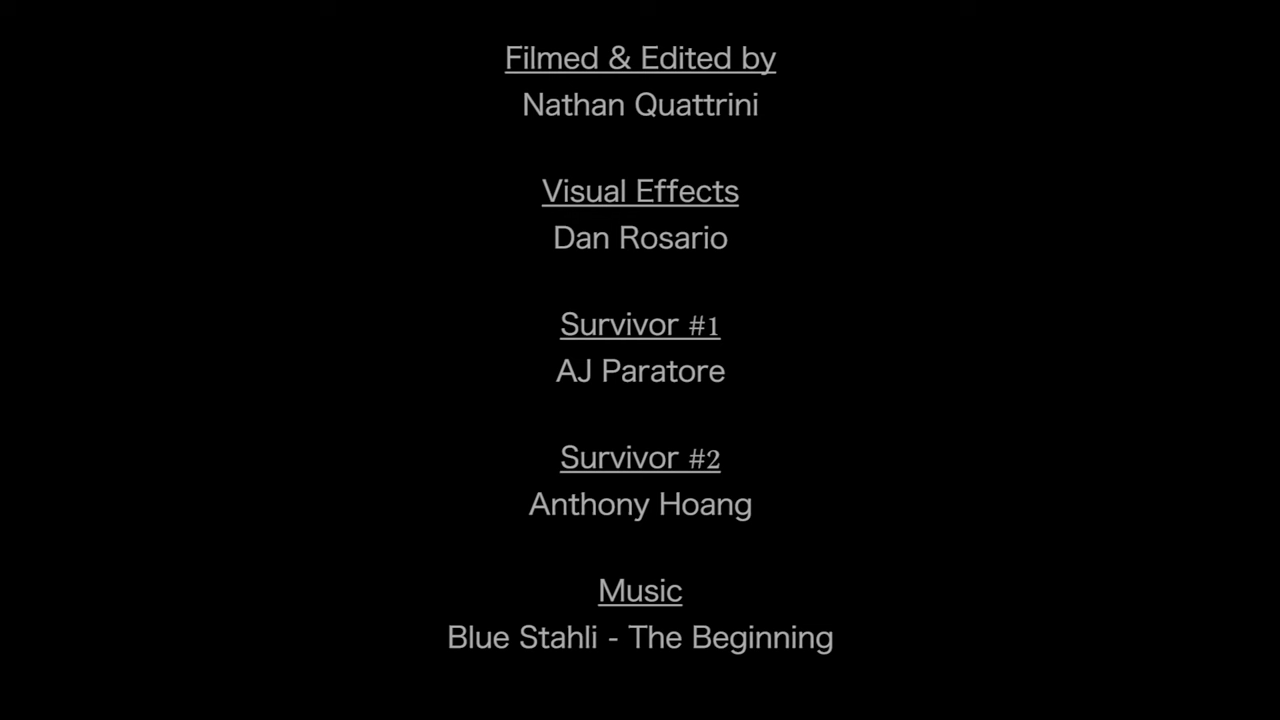 Filmed & Edited by
Nathan Quattrini
Visual Effects
Dan Rosario
Survivor #1
AJ Paratore
Survivor #2
Anthony Hoang
Music
Blue Stahli - The Beginning